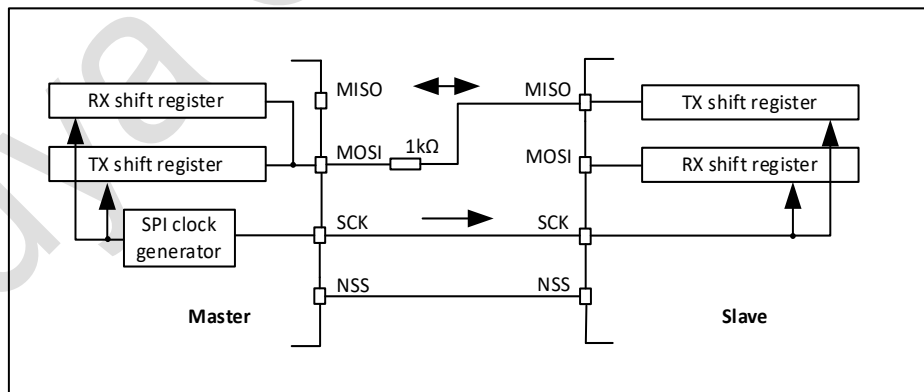 MISO MISO
RX shift register TX shift register
1kΩ
MOSI MOSI
TX shift register RX shift register
SPI clock
generator
SCK SCK
NSS NSS
Master Slave